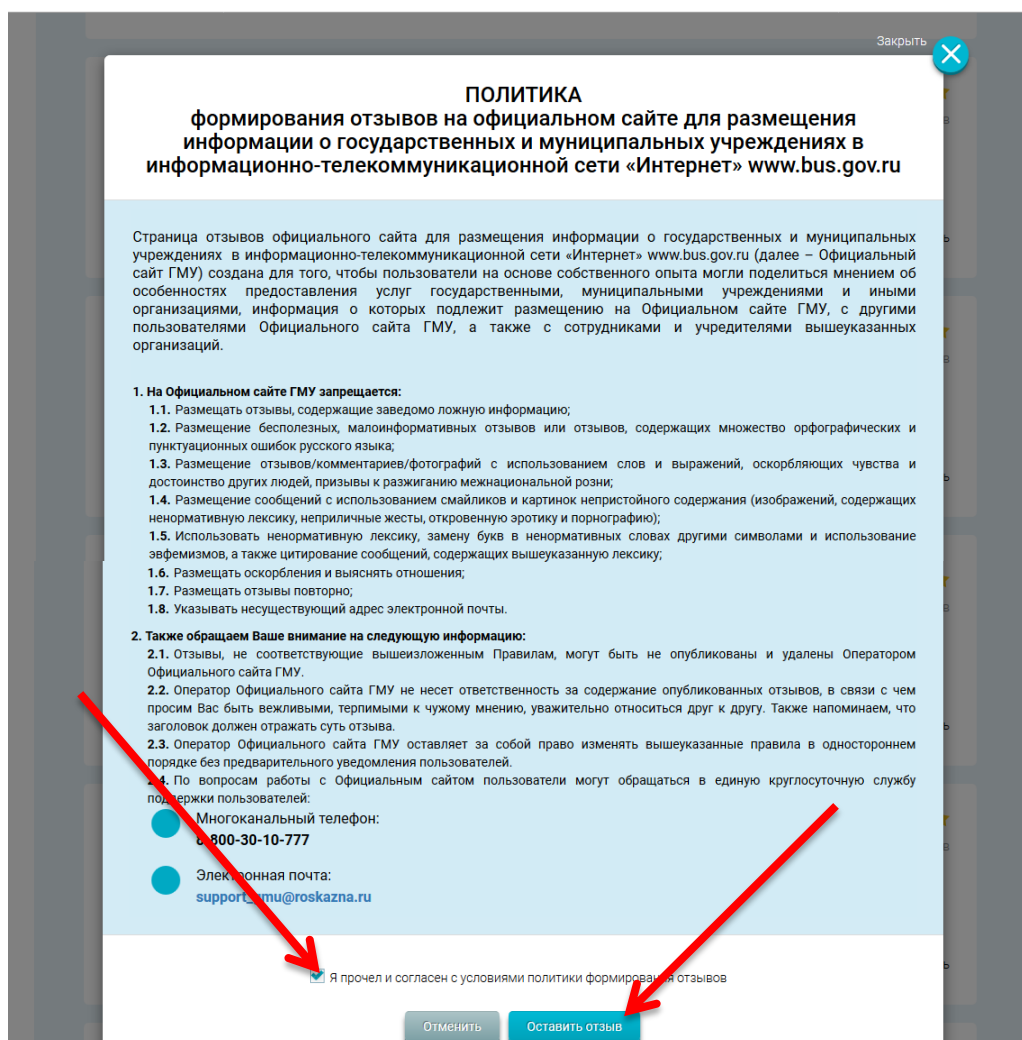 Закрыть
ПОЛИТИКА
формирования отзывов на официальном сайте для размещения
информации о государственных и муниципальных учреждениях в
информационно-телекоммуникационной сети «Интернет» www.bus.gov.ru
Страница отзывов официального сайта для размещения информации о государственных и муниципальных
учреждениях в информационно-телекоммуникационной сети «Интернет» www.bus.gov.ru (далее – Официальный
сайт ГМУ) создана для того, чтобы пользователи на основе собственного опыта могли поделиться мнением об
особенностях предоставления услуг государственными, муниципальными учреждениями и иными
организациями, информация о которых подлежит размещению на Официальном сайте ГМУ, с другими
пользователями Официального сайта ГМУ, а также с сотрудниками и учредителями вышеуказанных
организаций.
1. На Официальном сайте ГМУ запрещается:
1.1. Размещать отзывы, содержащие заведомо ложную информацию;
1.2. Размещение бесполезных, малоинформативных отзывов или отзывов, содержащих множество орфографических и
пунктуационных ошибок русского языка;
1.3. Размещение отзывов/комментариев/фотографий с использованием слов и выражений, оскорбляющих чувства и
достоинство других людей, призывы к разжиганию межнациональной розни;
1.4. Размещение сообщений с использованием смайликов и картинок непристойного содержания (изображений, содержащих
ненормативную лексику, неприличные жесты, откровенную эротику и порнографию);
1.5. Использовать ненормативную лексику, замену букв в ненормативных словах другими символами и использование
эвфемизмов, а также цитирование сообщений, содержащих вышеуказанную лексику;
1.6. Размещать оскорбления и выяснять отношения;
1.7. Размещать отзывы повторно;
1.8. Указывать несуществующий адрес электронной почты.
2. Также обращаем Ваше внимание на следующую информацию:
2.1. Отзывы, не соответствующие вышеизложенным Правилам, могут быть не опубликованы и удалены Оператором
Официального сайта ГМУ.
2.2. Оператор Официального сайта ГМУ не несет ответственность за содержание опубликованных отзывов, в связи с чем
просим Вас быть вежливыми, терпимыми к чужому мнению, уважительно относиться друг к другу. Также напоминаем, что
заголовок должен отражать суть отзыва.
2.3. Оператор Официального сайта ГМУ оставляет за собой право изменять вышеуказанные правила в одностороннем
порядке без предварительного уведомления пользователей.
2.4. По вопросам работы с Официальным сайтом пользователи могут обращаться в единую круглосуточную службу
поддержки пользователей:
Многоканальный телефон:
8-800-30-10-777
Электронная почта:
support_gmu@roskazna.ru
Я прочел и согласен с условиями политики формирования отзывов
Отменить Оставить отзыв